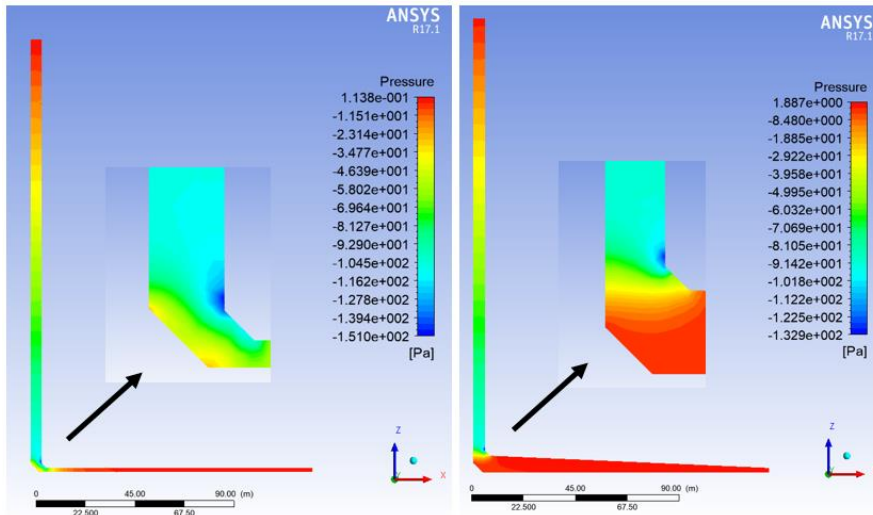 ANSYS
R17.1
Pressure
1.138e-001
-1.151e+001
-2.314e+001
-3.477e+001
-4.639e+001
-5.802e+001
-6.964e+001
-8.127e+001
-9.290e+001
-1.045e+002
-1.162e+002
-1.278e+002
-1.394e+002
-1.510e+002
[Pa]
Z
Y
X
0 45.00 90.00 (m)
22.500 67.50
ANSYS
R17.1
Pressure
1.887e+000
-8.480e+000
-1.885e+001
-2.922e+001
-3.958e+001
-4.995e+001
-6.032e+001
-7.069e+001
-8.105e+001
-9.142e+001
-1.018e+002
-1.122e+002
-1.225e+002
-1.329e+002
[Pa]
Z
Y
X
0 45.00 90.00 (m)
22.500 67.50